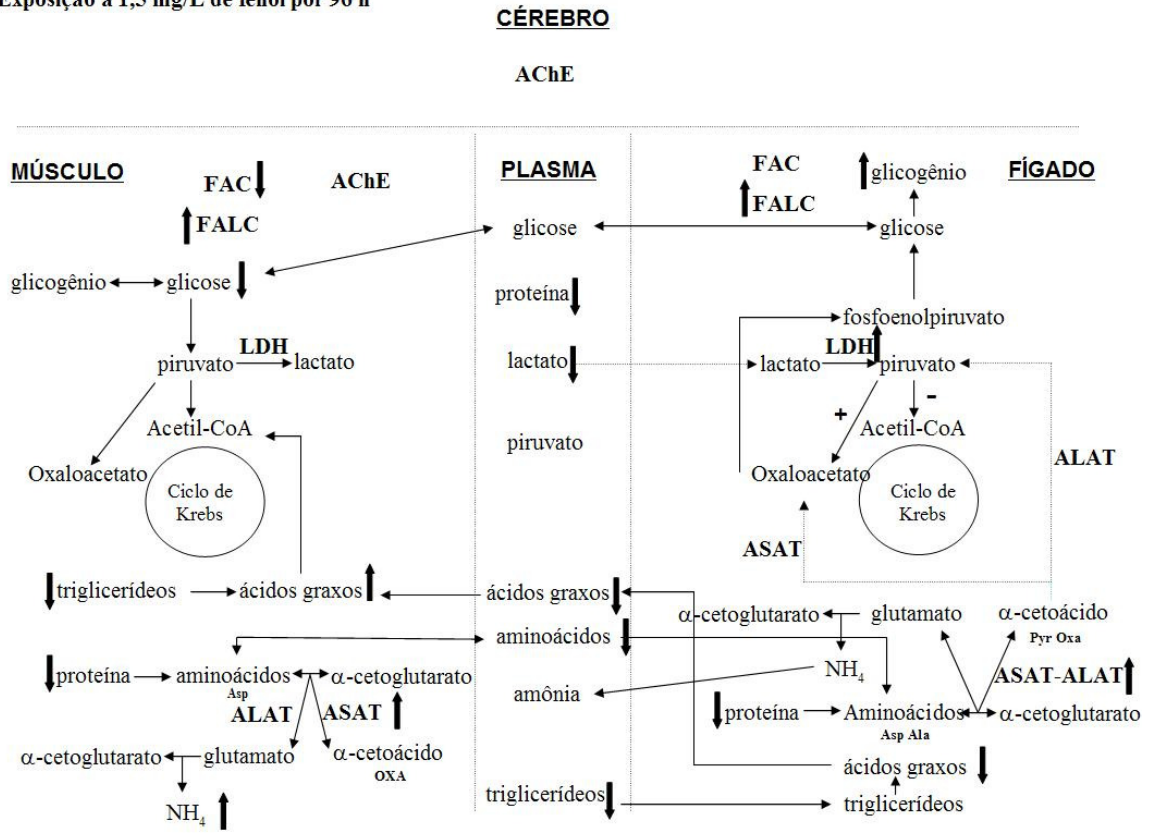 Exposição a 1,5 mg/L de fenol por 96 h
CÉREBRO
AChE
MÚSCULO
FAC
AChE
FALC
glicogênio
glicose
piruvato
LDH
lactato
Acetil-CoA
Oxaloacetato
Ciclo de
Krebs
triglicerídeos
ácidos graxos
proteína
aminoácidos
Asp
α-cetoglutarato
ALAT
ASAT
α-cetoglutarato
glutamato
α-cetoácido
OXA
NH4
PLASMA
glicose
proteína
lactato
piruvato
ácidos graxos
aminoácidos
amônia
triglicerídeos
FÍGADO
FAC
FALC
glicogênio
glicose
fosfoenolpiruvato
lactato
LDH
piruvato
+
-
Acetil-CoA
Oxaloacetato
Ciclo de
Krebs
ALAT
ASAT
α-cetoglutarato
glutamato
α-cetoácido
Pyr Oxa
NH4
ASAT-ALAT
proteína
Aminoácidos
Asp Ala
α-cetoglutarato
ácidos graxos
triglicerídeos